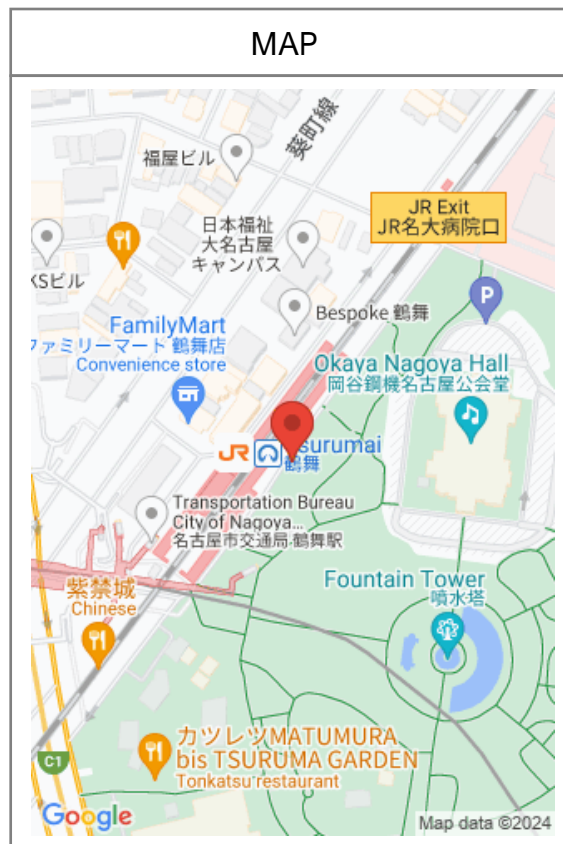 MAP
葵町線
福屋ビル
JR Exit
JR名大病院口
日本福祉
大名古屋
キャンパス
KSビル
P
Bespoke 鶴舞
FamilyMart
ファミリーマート 鶴舞店
Convenience store
Okaya Nagoya Hall
岡谷鋼機名古屋公会堂
JR
surumai
鶴舞
Transportation Bureau
City of Nagoya...
名古屋市交通局 鶴舞駅
紫禁城
Chinese
Fountain Tower
噴水塔
カツレツMATUMURA
bis TSURUMA GARDEN
Tonkatsu restaurant
C1
Google
Map data ©2024